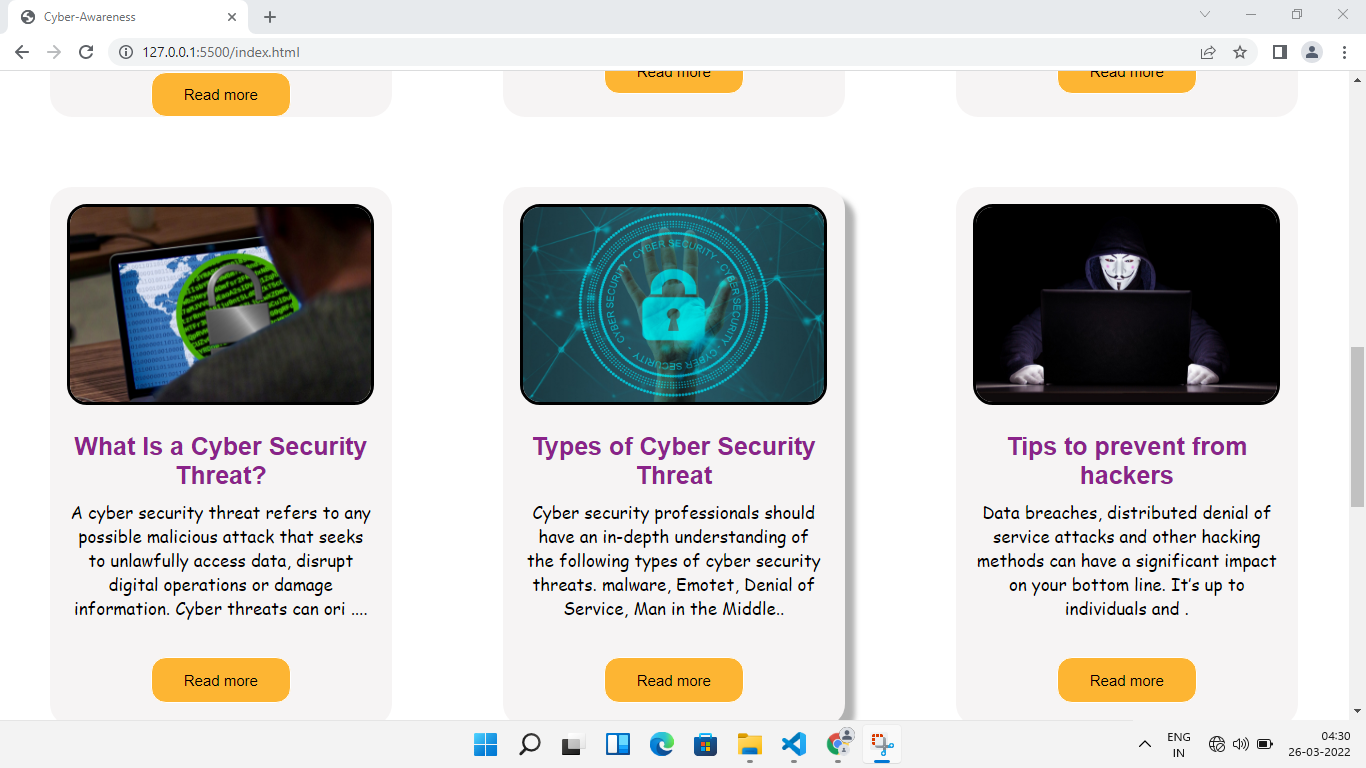 Cyber-Awareness
127.0.0.1:5500/index.html
Read more
Read more
Read more
CYBER SECURITY - CYBER SECURITY - CYBER SECURITY -
What Is a Cyber Security
Threat?
A cyber security threat refers to any
possible malicious attack that seeks
to unlawfully access data, disrupt
digital operations or damage
information. Cyber threats can ori ....
Read more
Types of Cyber Security
Threat
Cyber security professionals should
have an in-depth understanding of
the following types of cyber security
threats. malware, Emotet, Denial of
Service, Man in the Middle..
Read more
Tips to prevent from
hackers
Data breaches, distributed denial of
service attacks and other hacking
methods can have a significant impact
on your bottom line. It's up to
individuals and .
Read more
ENG
IN
04:30
26-03-2022